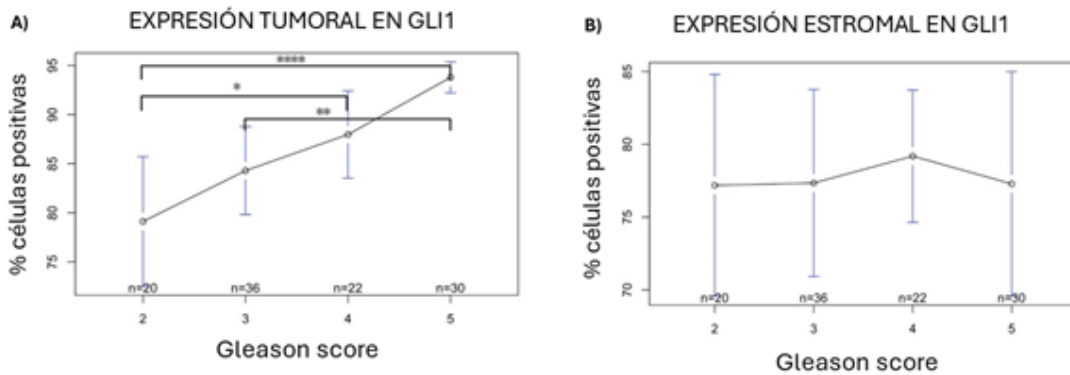 A)
EXPRESIÓN TUMORAL EN GLI1
% células positivas
95
90
85
80
75
****
*
**
n=20 n=36 n=22 n=30
2 3 4 5
Gleason score
B)
EXPRESIÓN ESTROMAL EN GLI1
% células positivas
85
80
75
70
n=20 n=36 n=22 n=30
2 3 4 5
Gleason score